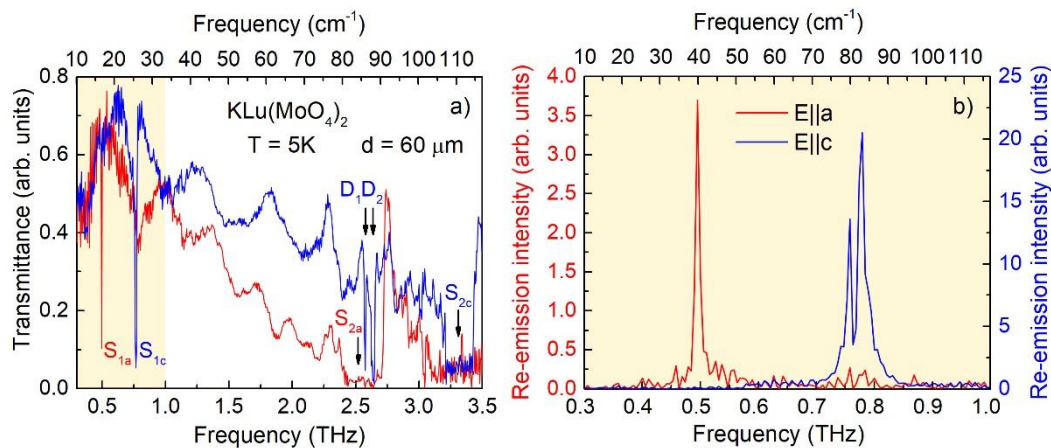 Frequency (cm⁻¹)
10 20 30 40 50 60 70 80 90 100 110
0.8
0.6
0.4
0.2
0.0
Transmittance (arb. units)
a)
KLu(MoO₄)₂
T = 5K d = 60 μm
D₁ D₂
S₁ₐ
S₁c
S₂ₐ
S₂c
0.5 1.0 1.5 2.0 2.5 3.0 3.5
Frequency (THz)
Frequency (cm⁻¹)
10 20 30 40 50 60 70 80 90 100 110
4.0
3.5
3.0
2.5
2.0
1.5
1.0
0.5
0.0
Re-emission intensity (arb. units)
b)
E||a
E||c
25
20
15
10
5
0
Re-emission intensity (arb. units)
0.3 0.4 0.5 0.6 0.7 0.8 0.9 1.0
Frequency (THz)